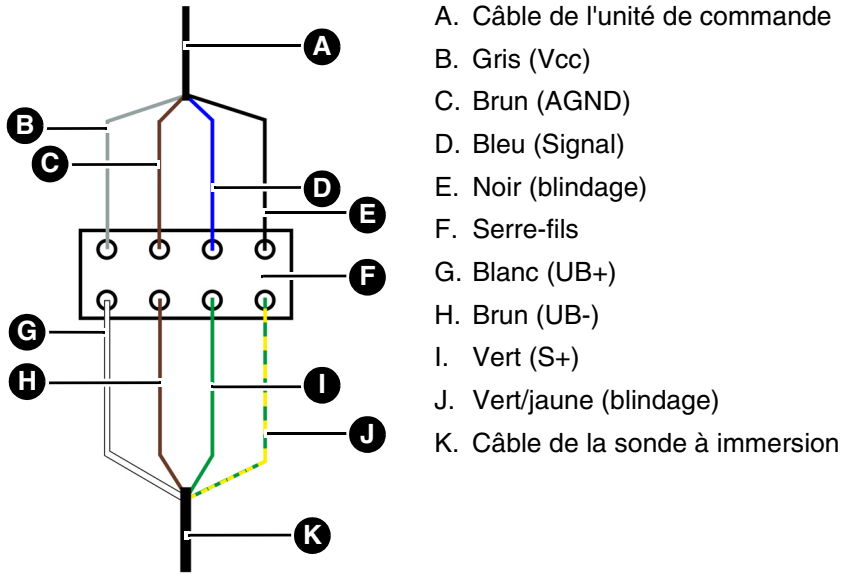 A
B
C
D
E
F
G
H
I
J
K
A. Câble de l'unité de commande
B. Gris (Vcc)
C. Brun (AGND)
D. Bleu (Signal)
E. Noir (blindage)
F. Serre-fils
G. Blanc (UB+)
H. Brun (UB-)
I. Vert (S+)
J. Vert/jaune (blindage)
K. Câble de la sonde à immersion